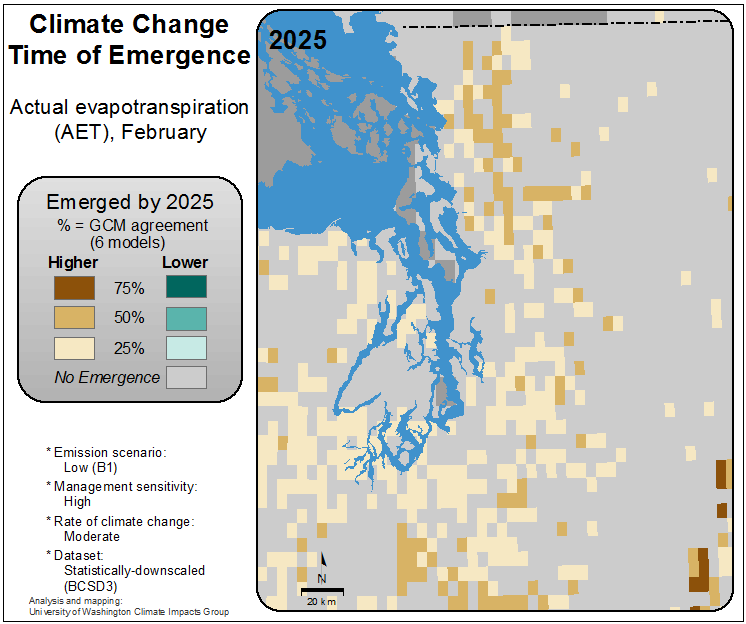 Climate Change
Time of Emergence
Actual evapotranspiration
(AET), February
Emerged by 2025
% = GCM agreement
(6 models)
Higher Lower
75%
50%
25%
No Emergence
* Emission scenario:
Low (B1)
* Management sensitivity:
High
* Rate of climate change:
Moderate
* Dataset:
Statistically-downscaled
(BCSD3)
Analysis and mapping:
University of Washington Climate Impacts Group
2025
N
20 km